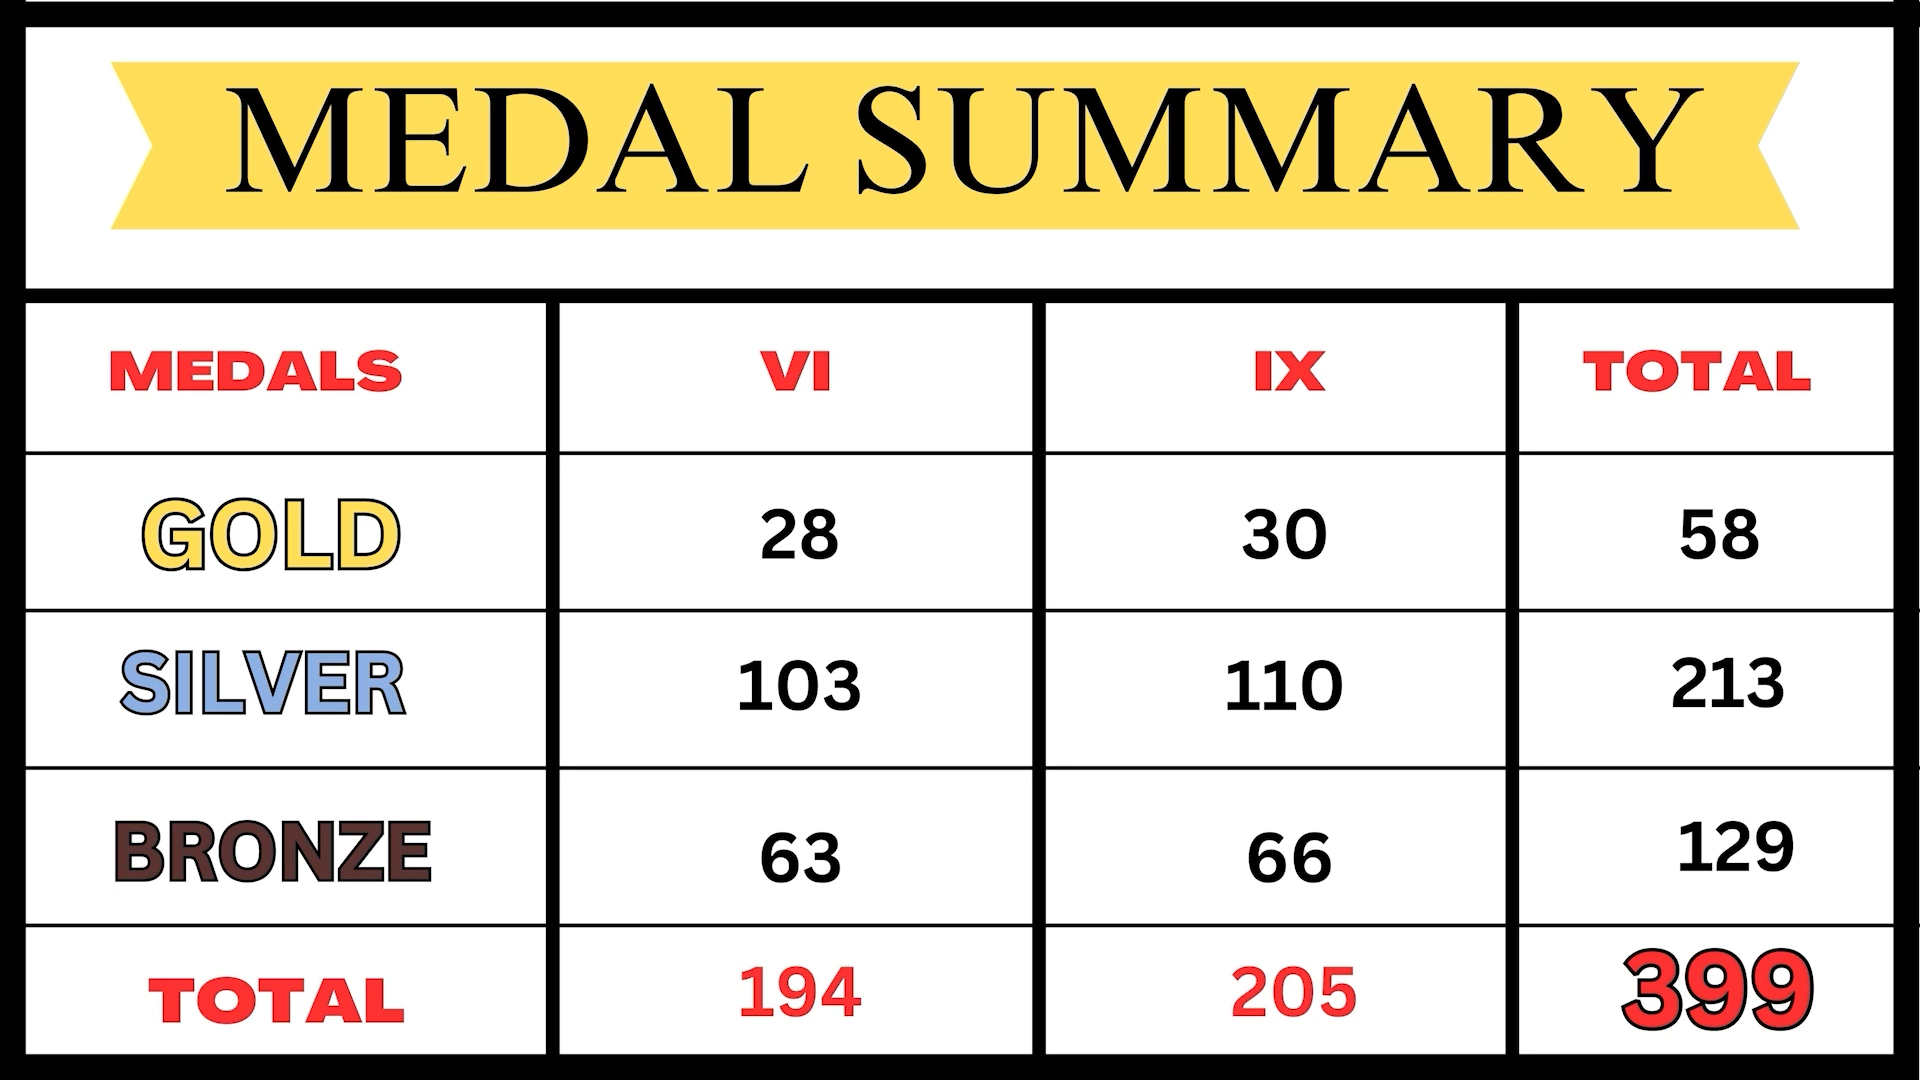 MEDAL SUMMARY
MEDALS VI IX TOTAL
GOLD 28 30 58
SILVER 103 110 213
BRONZE 63 66 129
TOTAL 194 205 399